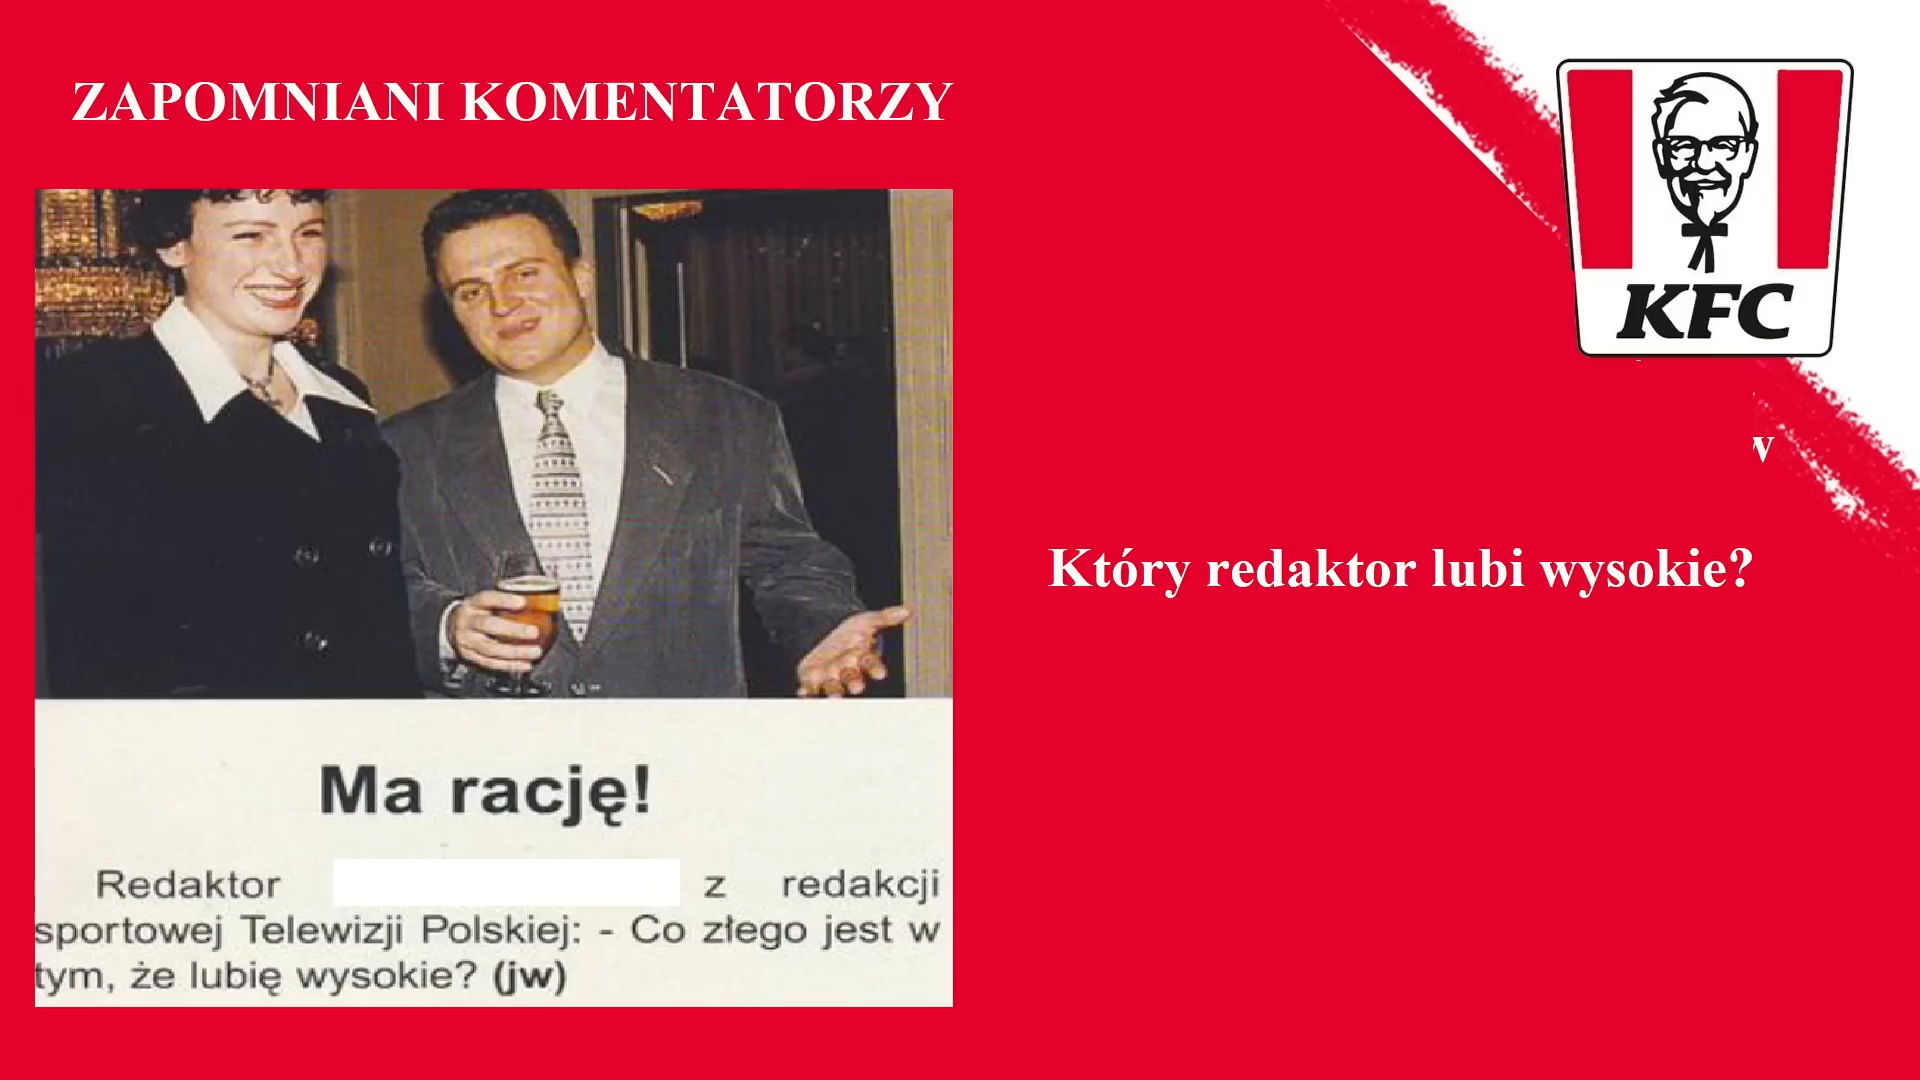 ZAPOMNIANI KOMENTATORZY
KFC
w
Który redaktor lubi wysokie?
Ma rację!
Redaktor z redakcji
sportowej Telewizji Polskiej: - Co złego jest w
tym, że lubię wysokie? (jw)